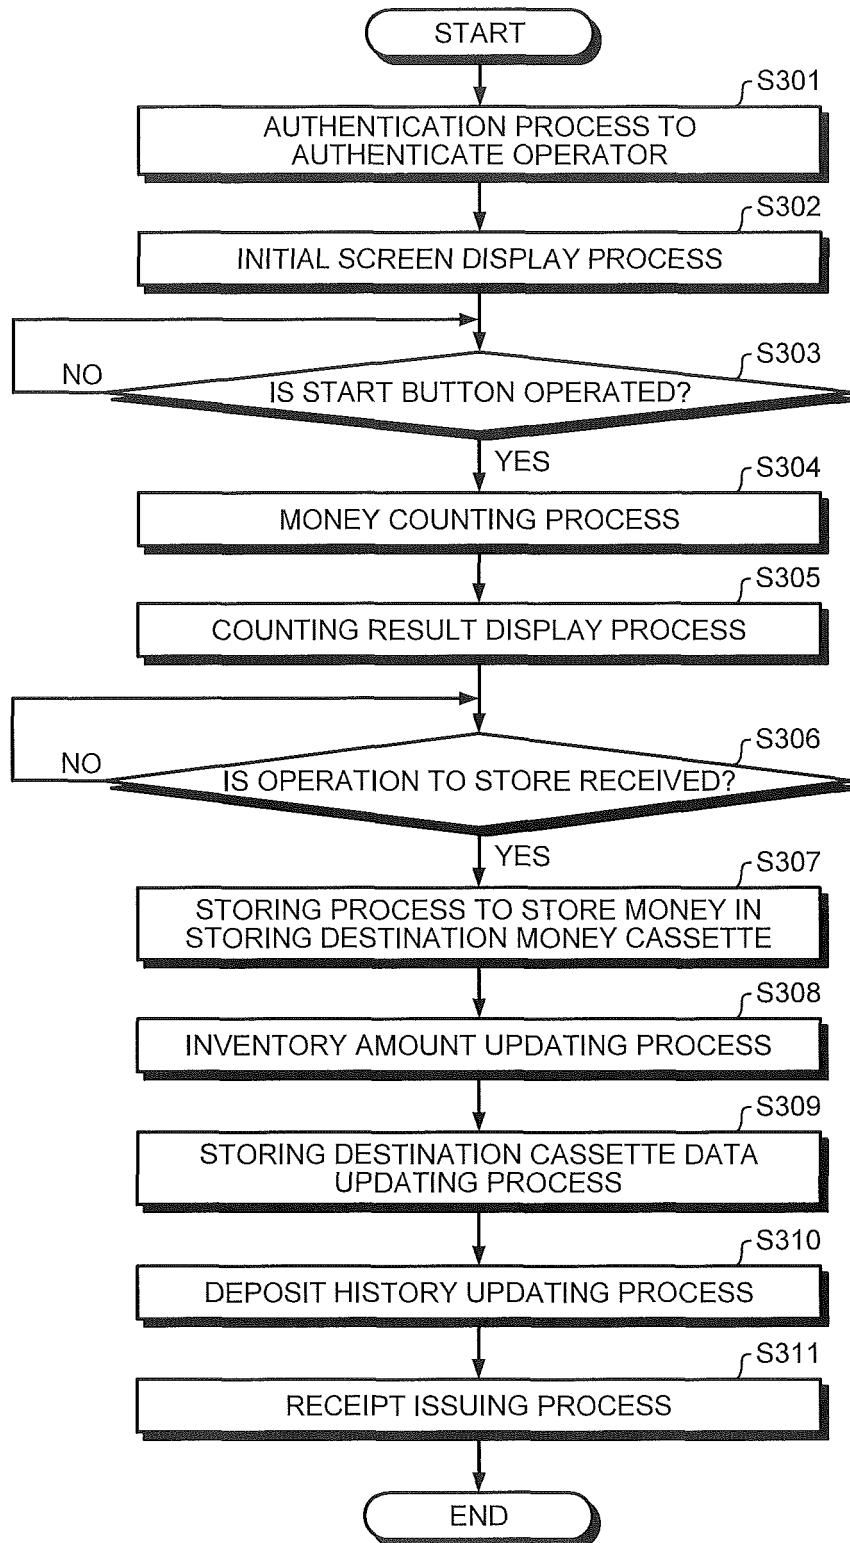 START
S301
AUTHENTICATION PROCESS TO
AUTHENTICATE OPERATOR
S302
INITIAL SCREEN DISPLAY PROCESS
S303
NO
IS START BUTTON OPERATED?
YES
S304
MONEY COUNTING PROCESS
S305
COUNTING RESULT DISPLAY PROCESS
S306
NO
IS OPERATION TO STORE RECEIVED?
YES
S307
STORING PROCESS TO STORE MONEY IN
STORING DESTINATION MONEY CASSETTE
S308
INVENTORY AMOUNT UPDATING PROCESS
S309
STORING DESTINATION CASSETTE DATA
UPDATING PROCESS
S310
DEPOSIT HISTORY UPDATING PROCESS
S311
RECEIPT ISSUING PROCESS
END